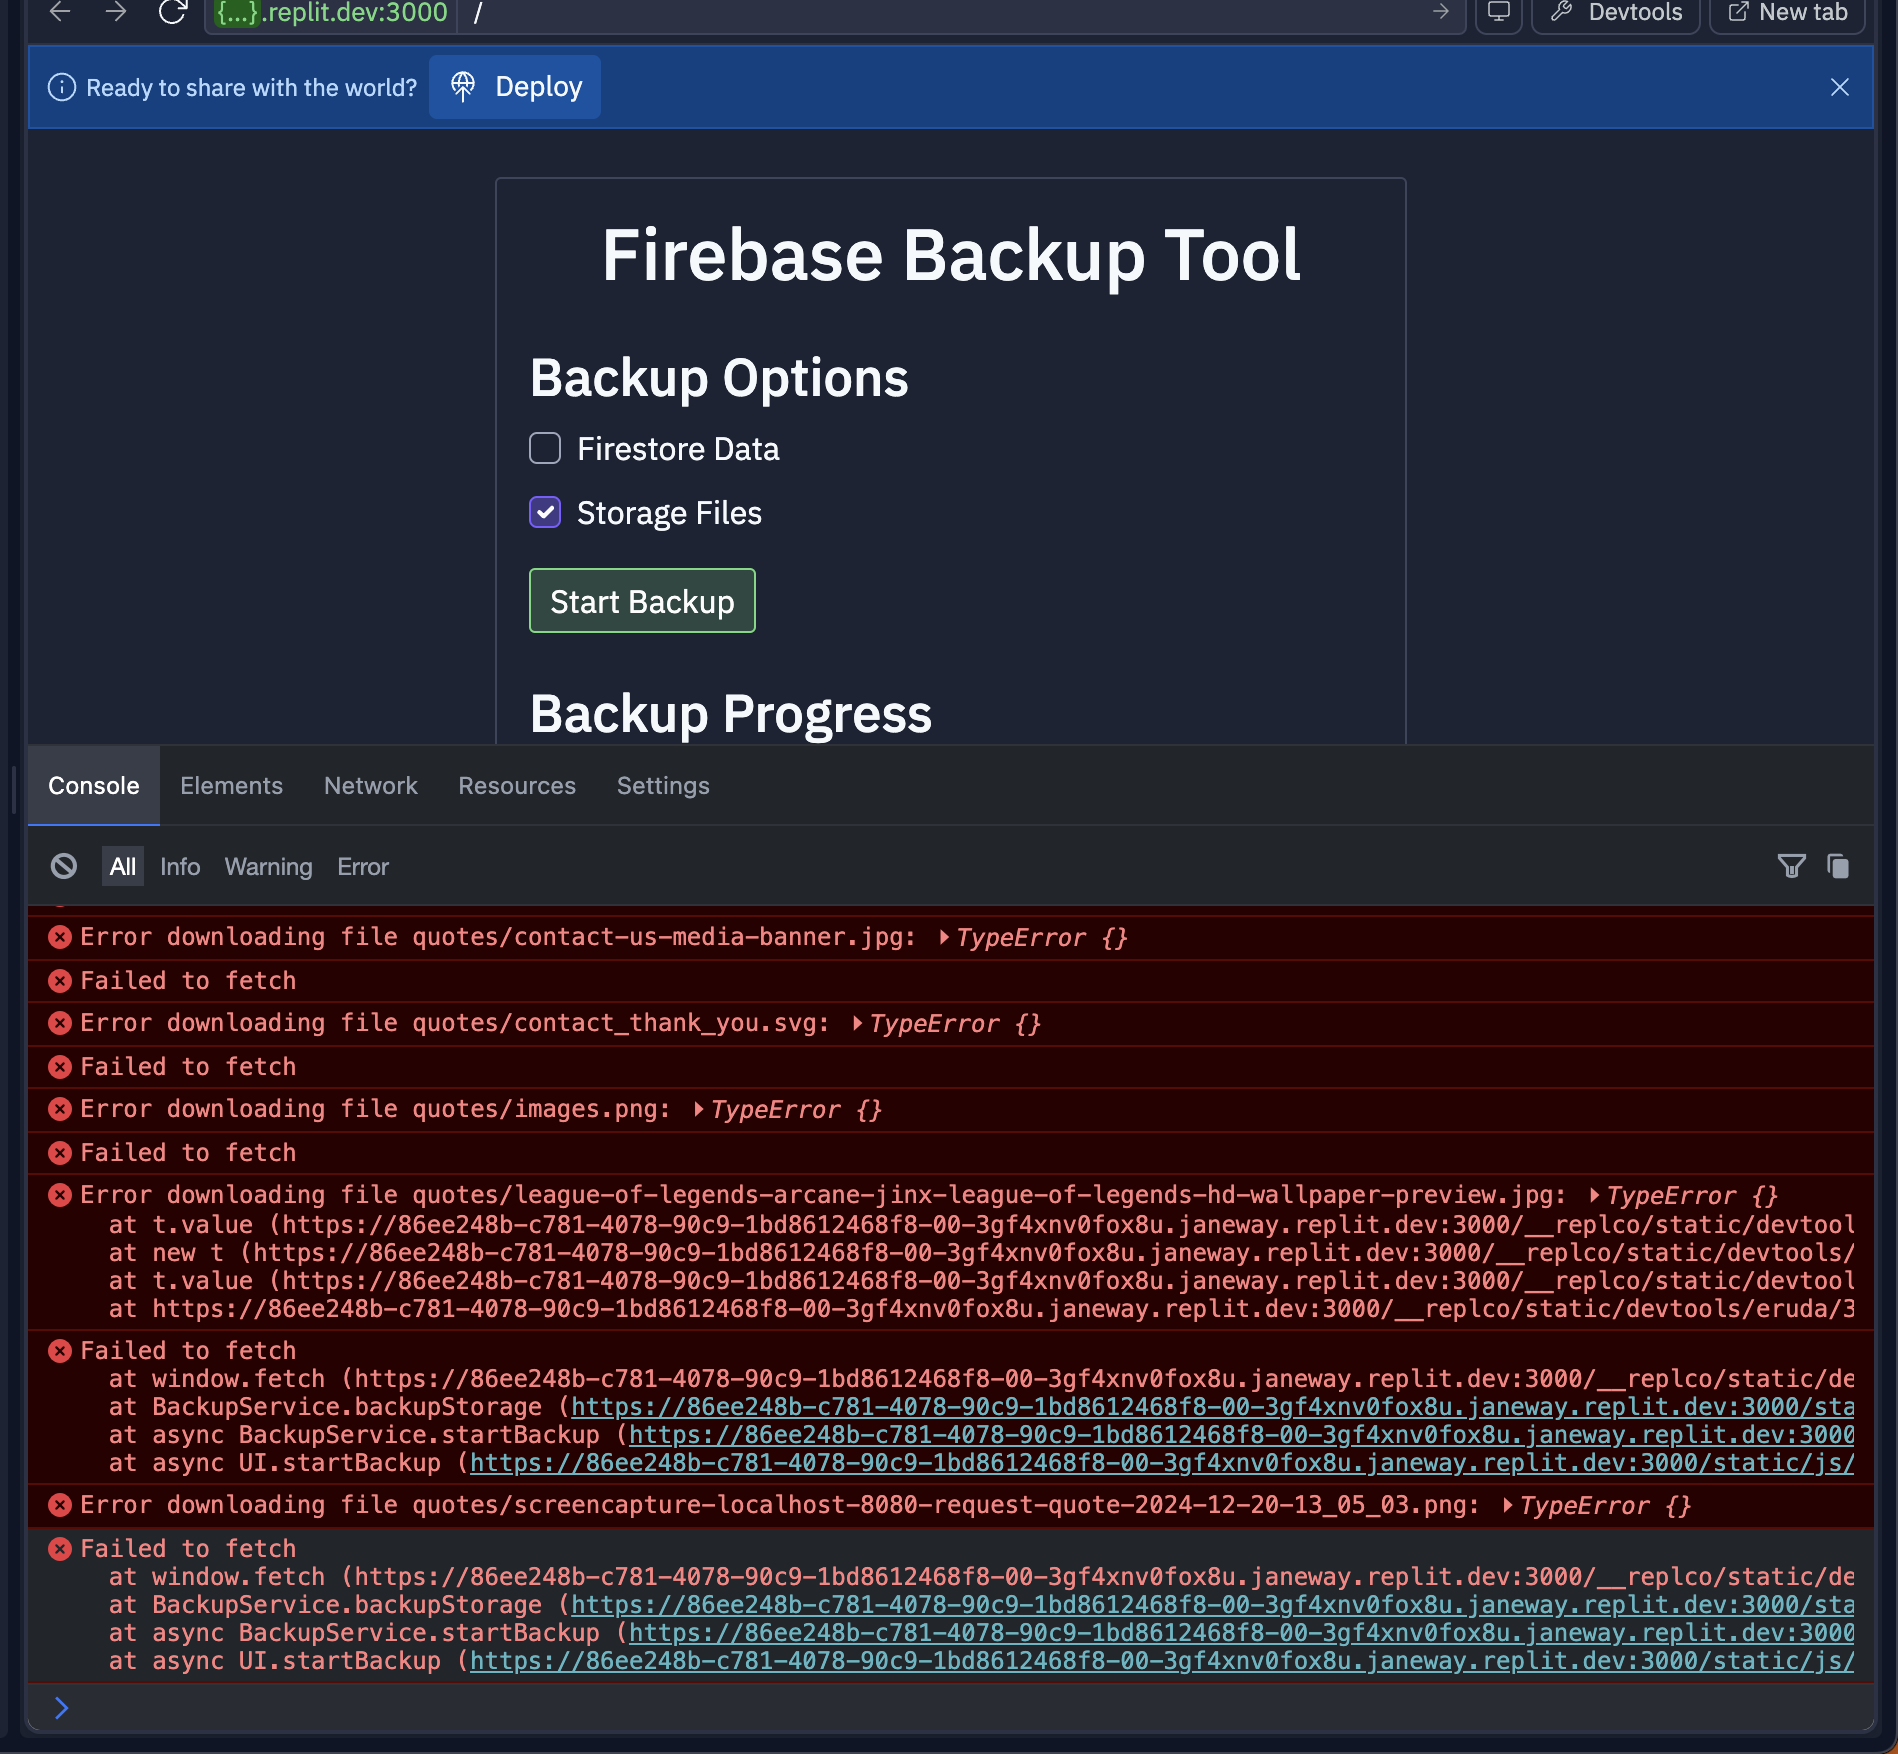 {...}.replit.dev:3000 /
Devtools
New tab
Ready to share with the world?
Deploy
Firebase Backup Tool
Backup Options
Firestore Data
Storage Files
Start Backup
Backup Progress
Console Elements Network Resources Settings
All Info Warning Error
Error downloading file quotes/contact-us-media-banner.jpg: TypeError {}
Failed to fetch
Error downloading file quotes/contact_thank_you.svg: TypeError {}
Failed to fetch
Error downloading file quotes/images.png: TypeError {}
Failed to fetch
Error downloading file quotes/league-of-legends-arcane-jinx-league-of-legends-hd-wallpaper-preview.jpg: TypeError {}
at t.value (https://86ee248b-c781-4078-90c9-1bd8612468f8-00-3gf4xnv0fox8u.janeway.replit.dev:3000/__replco/static/devtool
at new t (https://86ee248b-c781-4078-90c9-1bd8612468f8-00-3gf4xnv0fox8u.janeway.replit.dev:3000/__replco/static/devtools/
at t.value (https://86ee248b-c781-4078-90c9-1bd8612468f8-00-3gf4xnv0fox8u.janeway.replit.dev:3000/__replco/static/devtool
at https://86ee248b-c781-4078-90c9-1bd8612468f8-00-3gf4xnv0fox8u.janeway.replit.dev:3000/__replco/static/devtools/eruda/3
Failed to fetch
at window.fetch (https://86ee248b-c781-4078-90c9-1bd8612468f8-00-3gf4xnv0fox8u.janeway.replit.dev:3000/__replco/static/de
at BackupService.backupStorage (https://86ee248b-c781-4078-90c9-1bd8612468f8-00-3gf4xnv0fox8u.janeway.replit.dev:3000/sta
at async BackupService.startBackup (https://86ee248b-c781-4078-90c9-1bd8612468f8-00-3gf4xnv0fox8u.janeway.replit.dev:3000
at async UI.startBackup (https://86ee248b-c781-4078-90c9-1bd8612468f8-00-3gf4xnv0fox8u.janeway.replit.dev:3000/static/js/
Error downloading file quotes/screencapture-localhost-8080-request-quote-2024-12-20-13_05_03.png: TypeError {}
Failed to fetch
at window.fetch (https://86ee248b-c781-4078-90c9-1bd8612468f8-00-3gf4xnv0fox8u.janeway.replit.dev:3000/__replco/static/de
at BackupService.backupStorage (https://86ee248b-c781-4078-90c9-1bd8612468f8-00-3gf4xnv0fox8u.janeway.replit.dev:3000/sta
at async BackupService.startBackup (https://86ee248b-c781-4078-90c9-1bd8612468f8-00-3gf4xnv0fox8u.janeway.replit.dev:3000
at async UI.startBackup (https://86ee248b-c781-4078-90c9-1bd8612468f8-00-3gf4xnv0fox8u.janeway.replit.dev:3000/static/js/